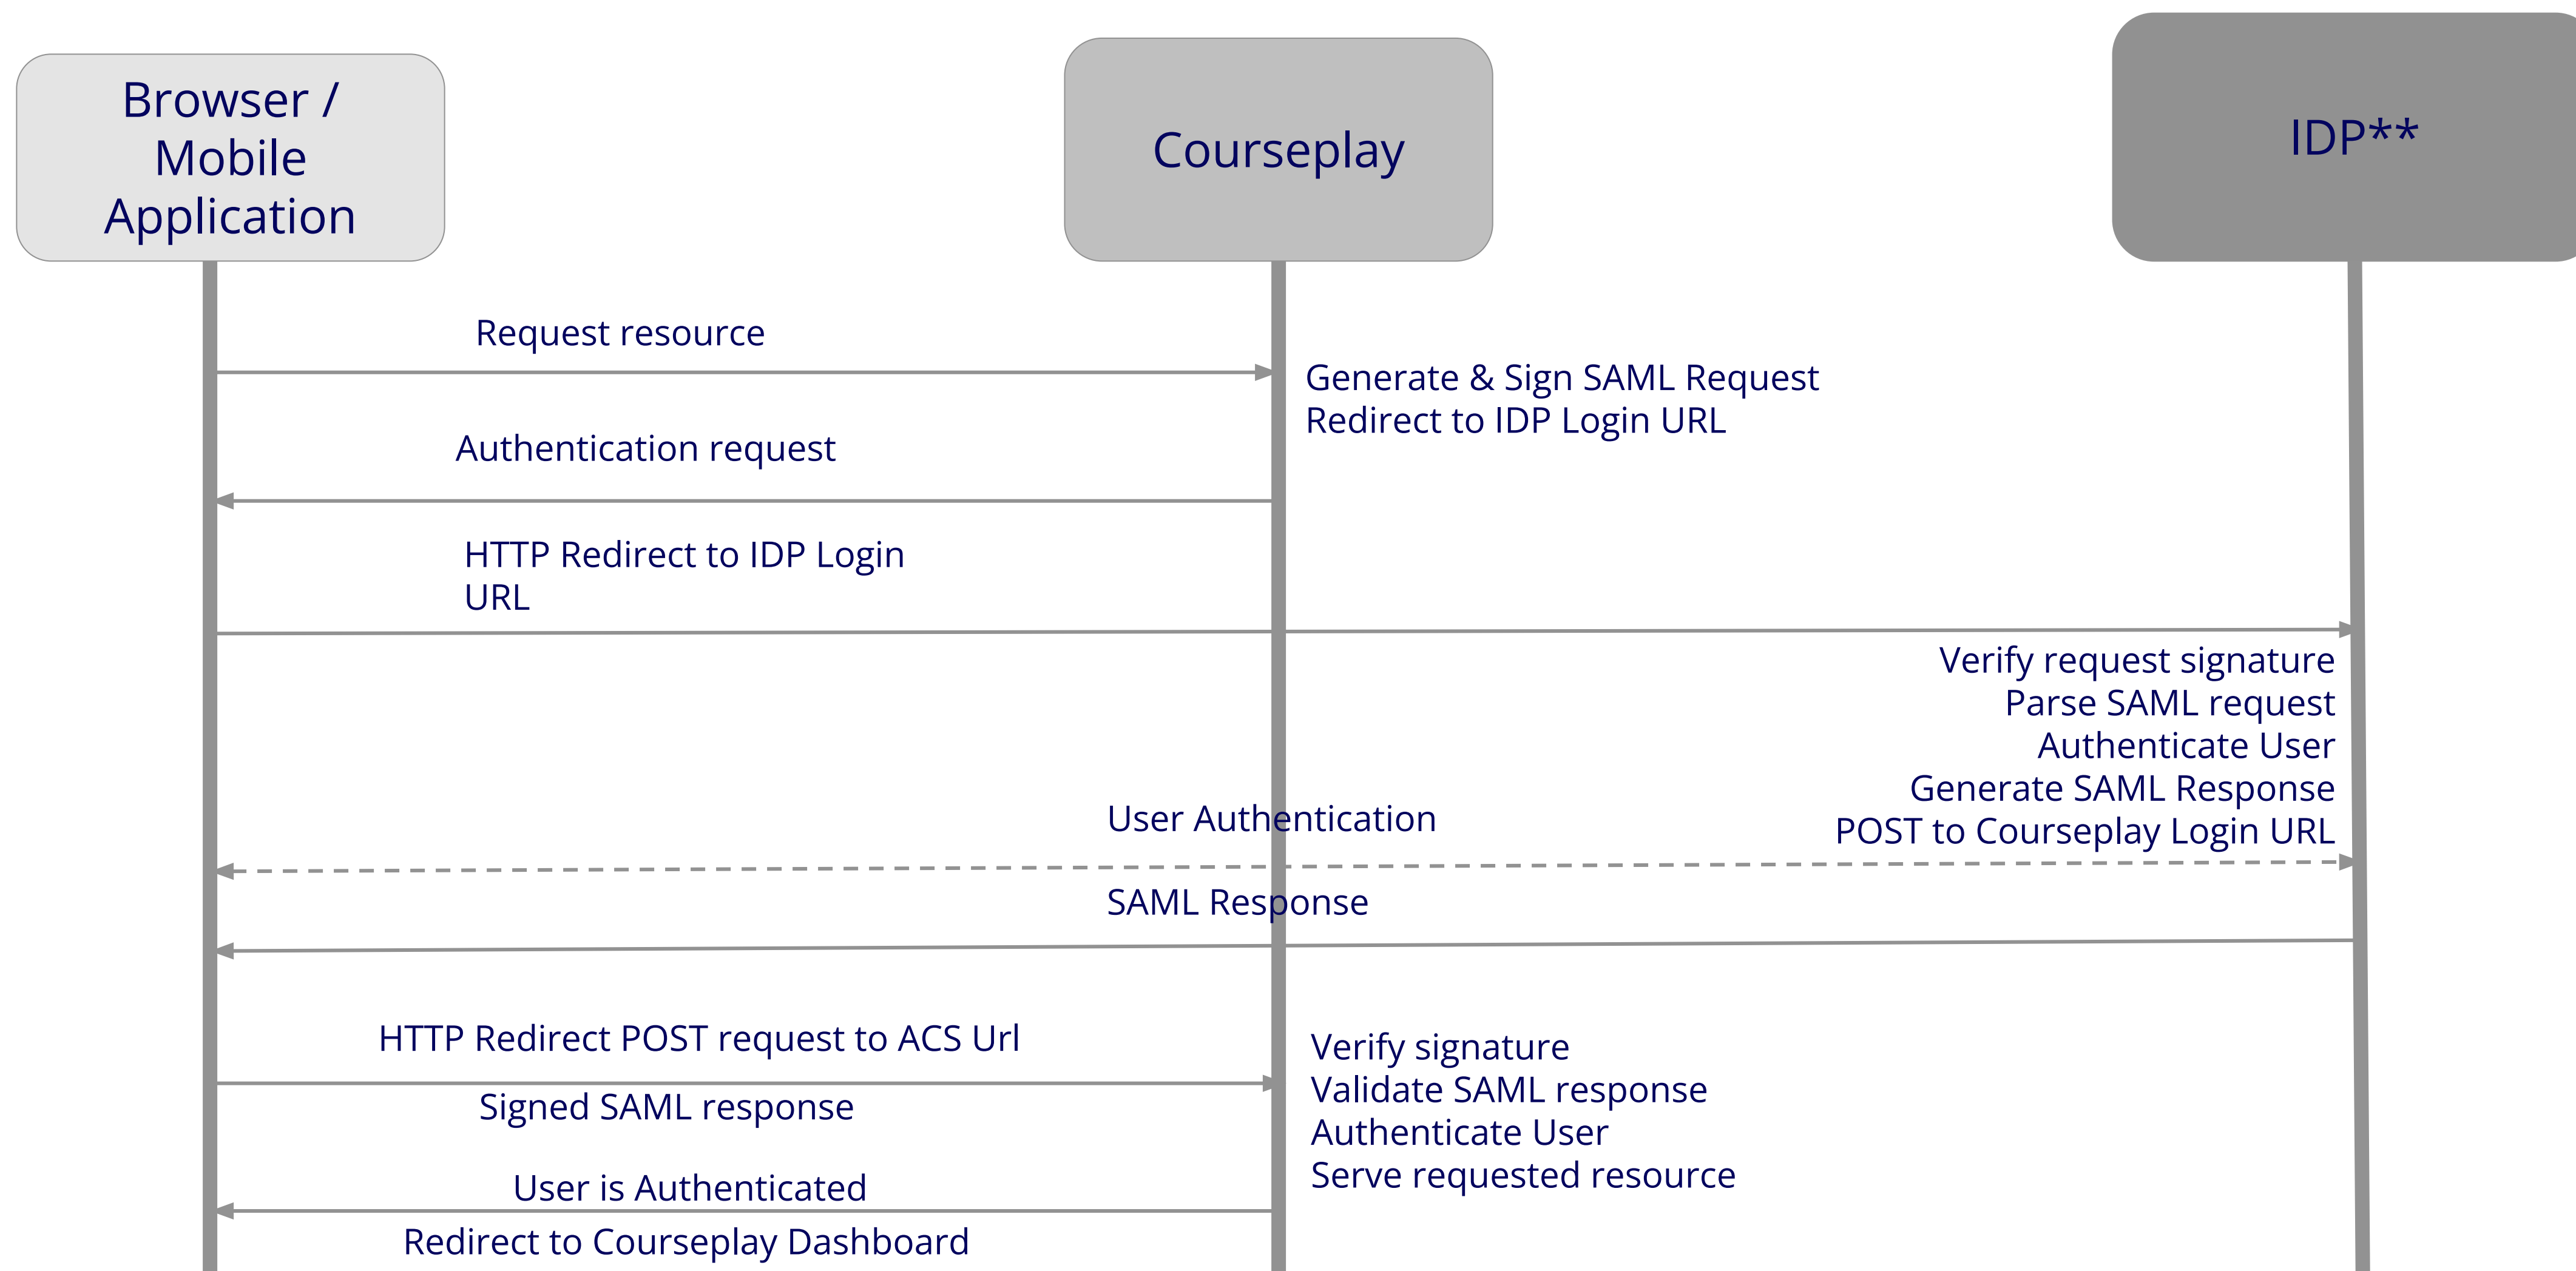 Browser /
Mobile
Application
Courseplay
IDP**
Request resource
Generate & Sign SAML Request
Redirect to IDP Login URL
Authentication request
HTTP Redirect to IDP Login
URL
Verify request signature
Parse SAML request
Authenticate User
Generate SAML Response
POST to Courseplay Login URL
User Authentication
SAML Response
HTTP Redirect POST request to ACS Url
Signed SAML response
Verify signature
Validate SAML response
Authenticate User
Serve requested resource
User is Authenticated
Redirect to Courseplay Dashboard